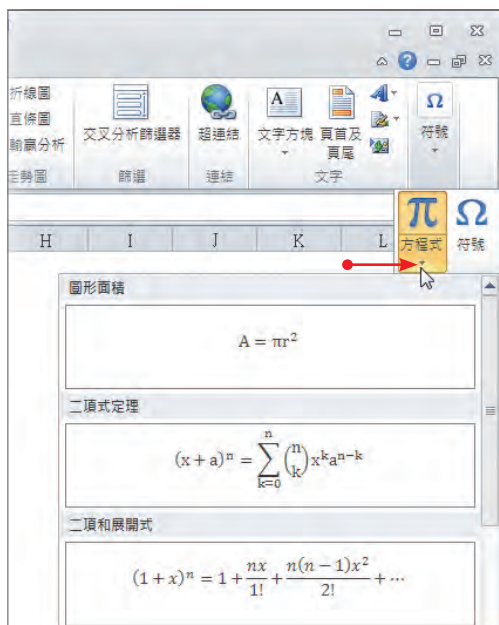 折線圖
直條圖
輸贏分析
走勢圖
交叉分析篩選器
篩選
超連結
連結
文字方塊
頁首及
頁尾
文字
A
Ω
符號
π
方程式
Ω
符號
H I J K L
圖形面積
A = πr²
二項式定理
(x + a)ⁿ = ∑ₖ₌₀ⁿ (n k) xᵏaⁿ⁻ᵏ
二項和展開式
(1 + x)ⁿ = 1 + nx/1! + n(n − 1)x²/2! + ⋯